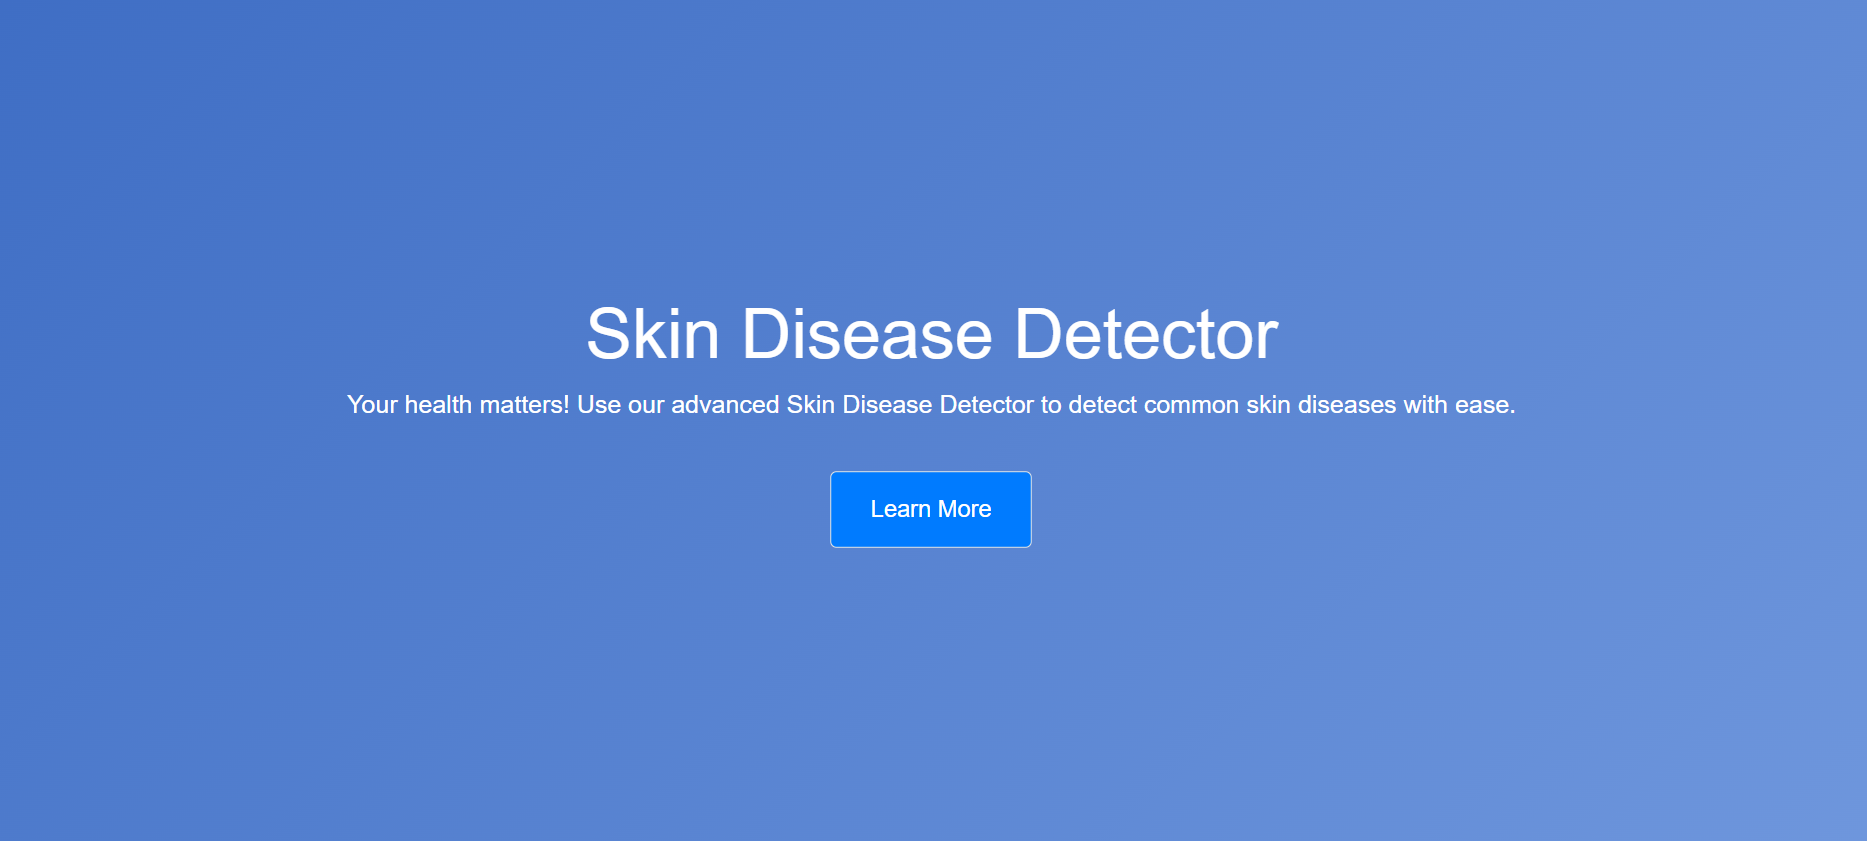 Skin Disease Detector
Your health matters! Use our advanced Skin Disease Detector to detect common skin diseases with ease.
Learn More